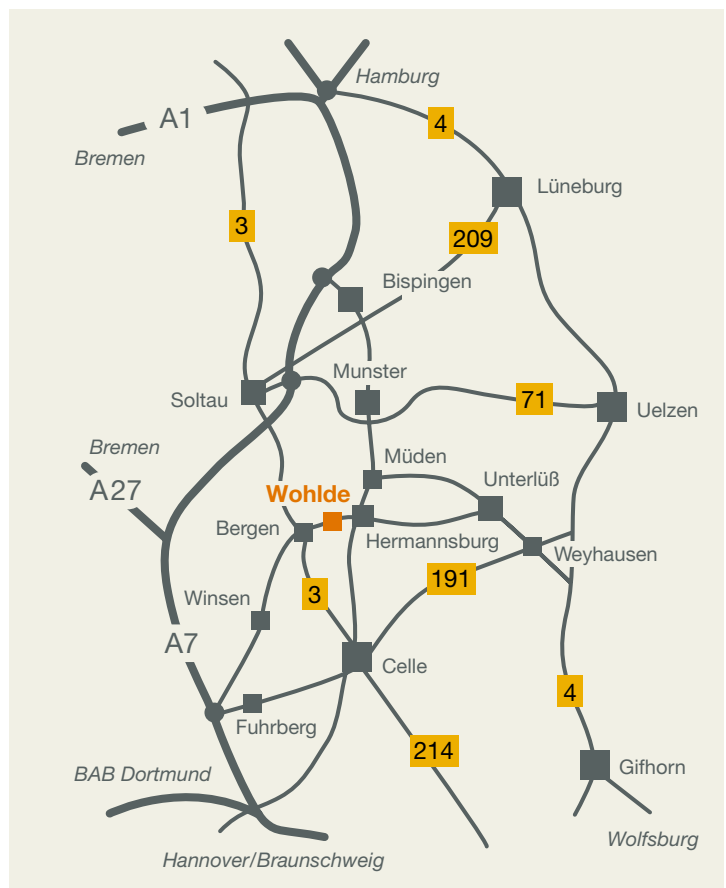 Hamburg
A1
4
Bremen
Lüneburg
3
209
Bispingen
Munster
Soltau
71
Uelzen
Bremen
Müden
A27
Wohlde
Unterlüß
Bergen
Hermannsburg
Weyhausen
191
Winsen
3
A7
Celle
4
Fuhrberg
214
BAB Dortmund
Gifhorn
Wolfsburg
Hannover/Braunschweig